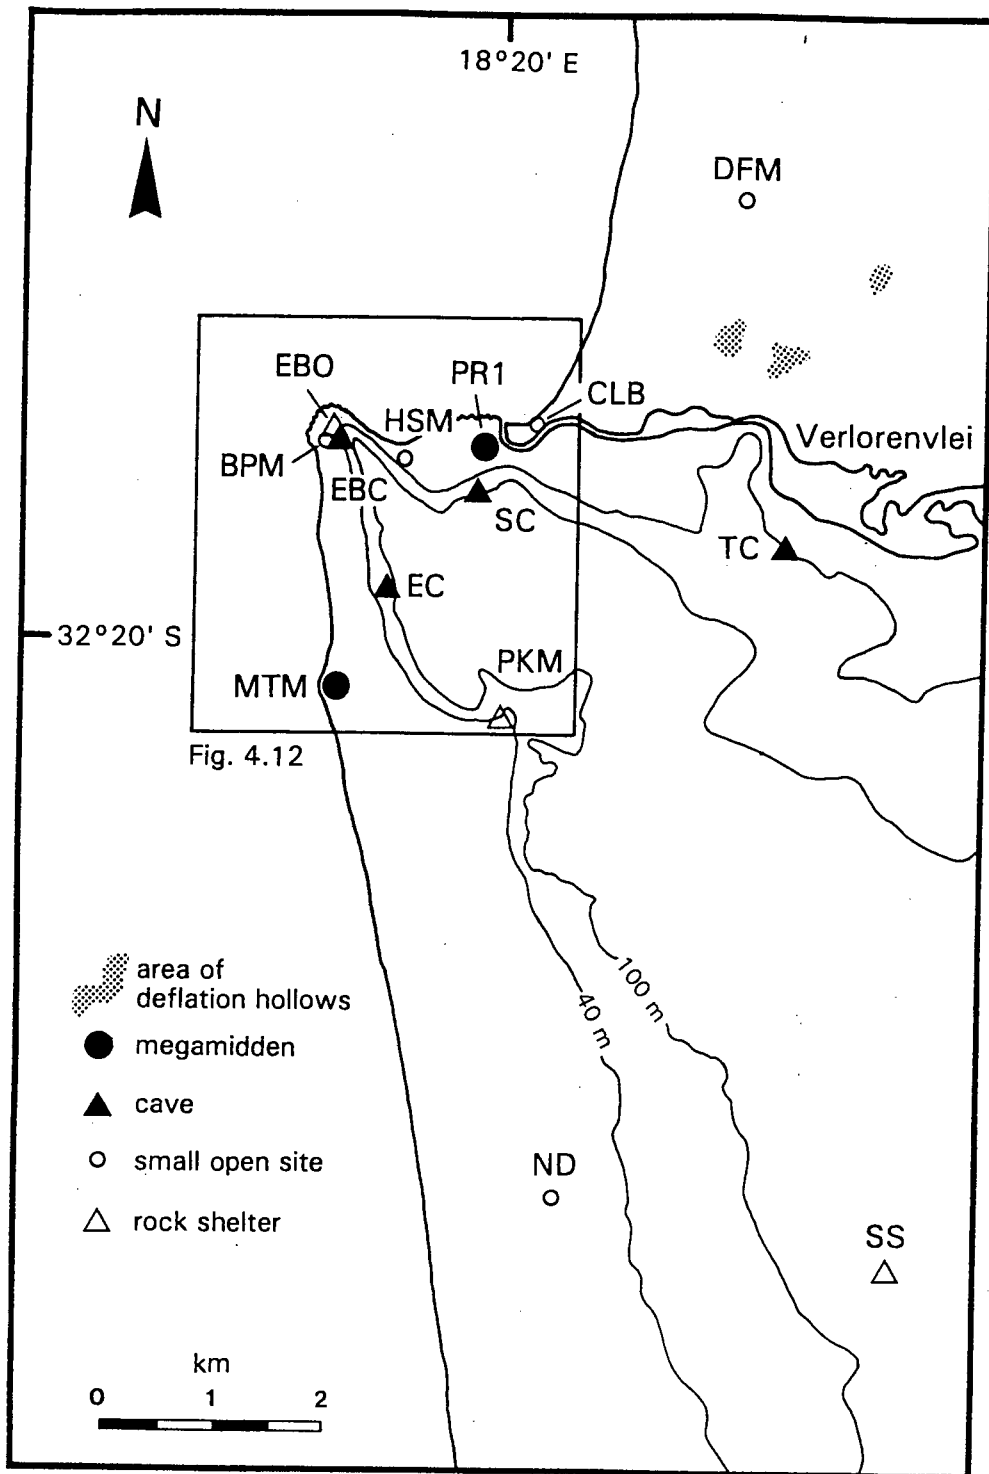 18°20' E
N
DFM
EBO
PR1
CLB
HSM
Verlorenvlei
BPM
EBC
SC
TC
EC
32°20' S
PKM
MTM
Fig. 4.12
100 m
40 m
area of
deflation hollows
megamidden
cave
small open site
rock shelter
ND
SS
km
0 1 2